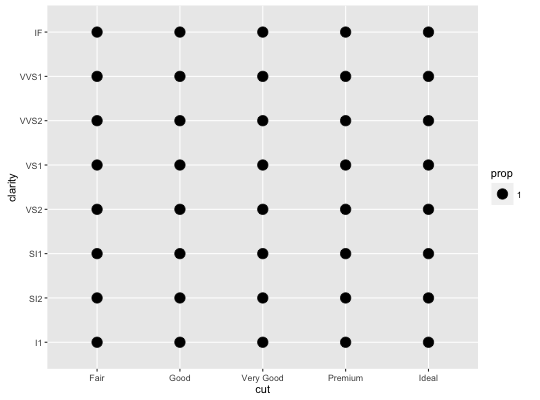 IF
VVS1
VVS2
VS1
VS2
SI1
SI2
I1
clarity
Fair Good Very Good Premium Ideal
cut
prop
1